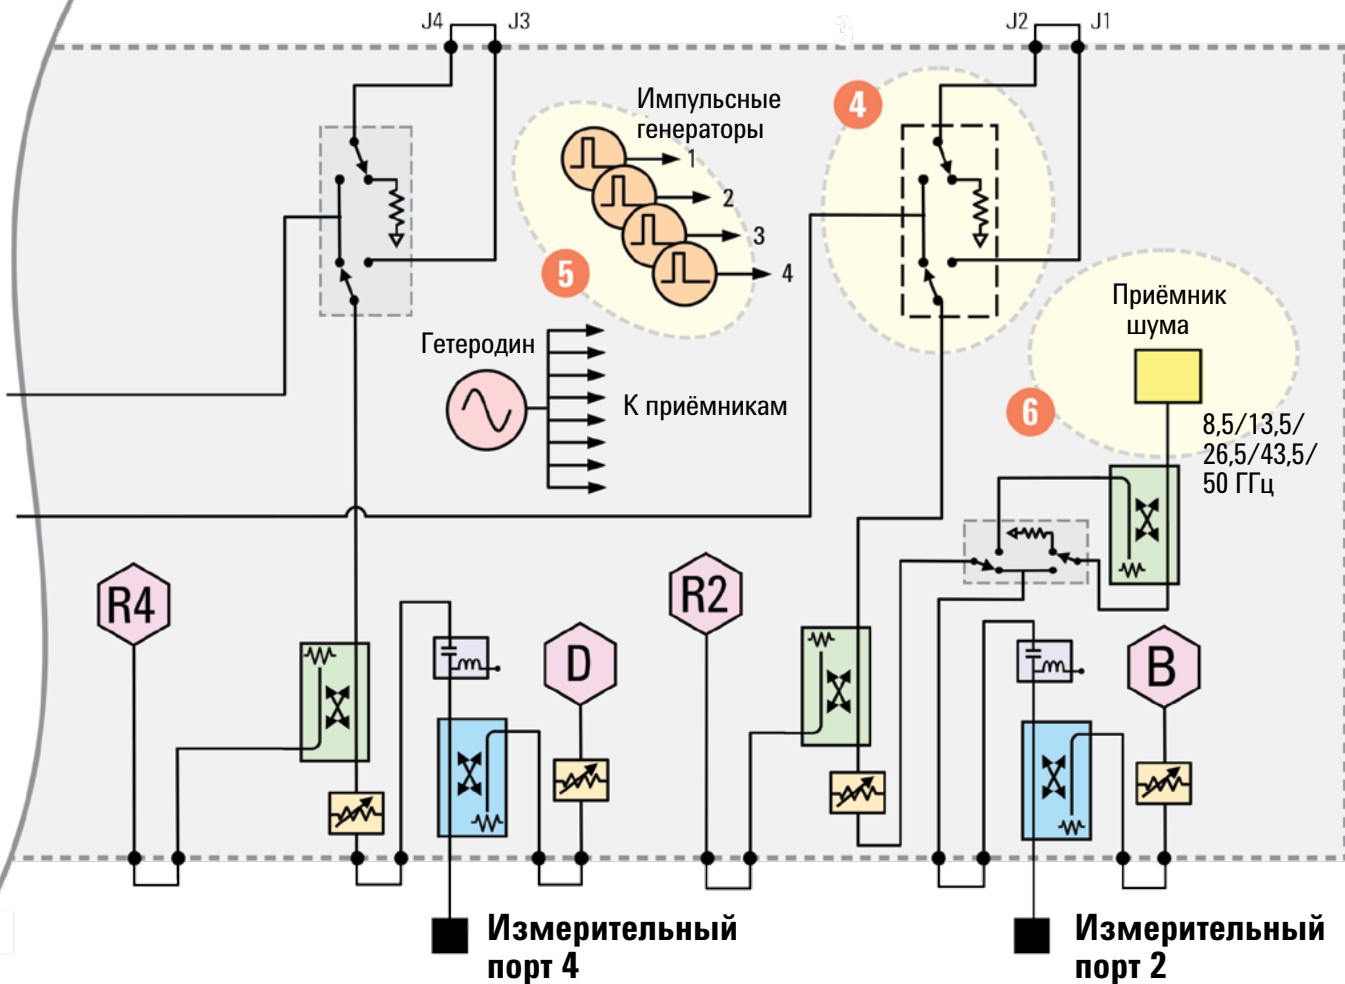 J4
J3
J2
J1
3
4
Импульсные
генераторы
1
2
3
4
5
Гетеродин
К приёмникам
Приёмник
шума
6
8,5/13,5/
26,5/43,5/
50 ГГц
R4
D
R2
B
Измерительный
порт 4
Измерительный
порт 2